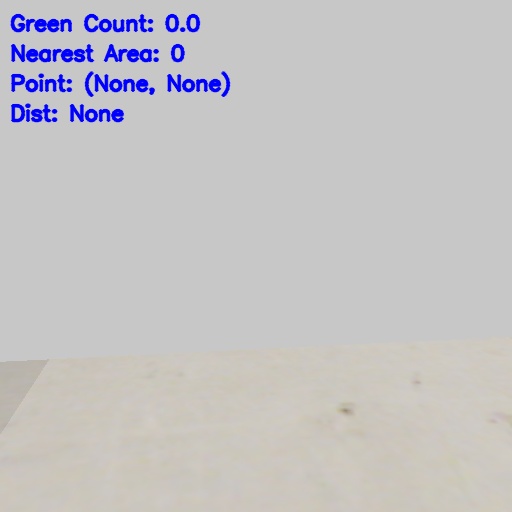 Green Count: 0.0
Nearest Area: 0
Point: (None, None)
Dist: None